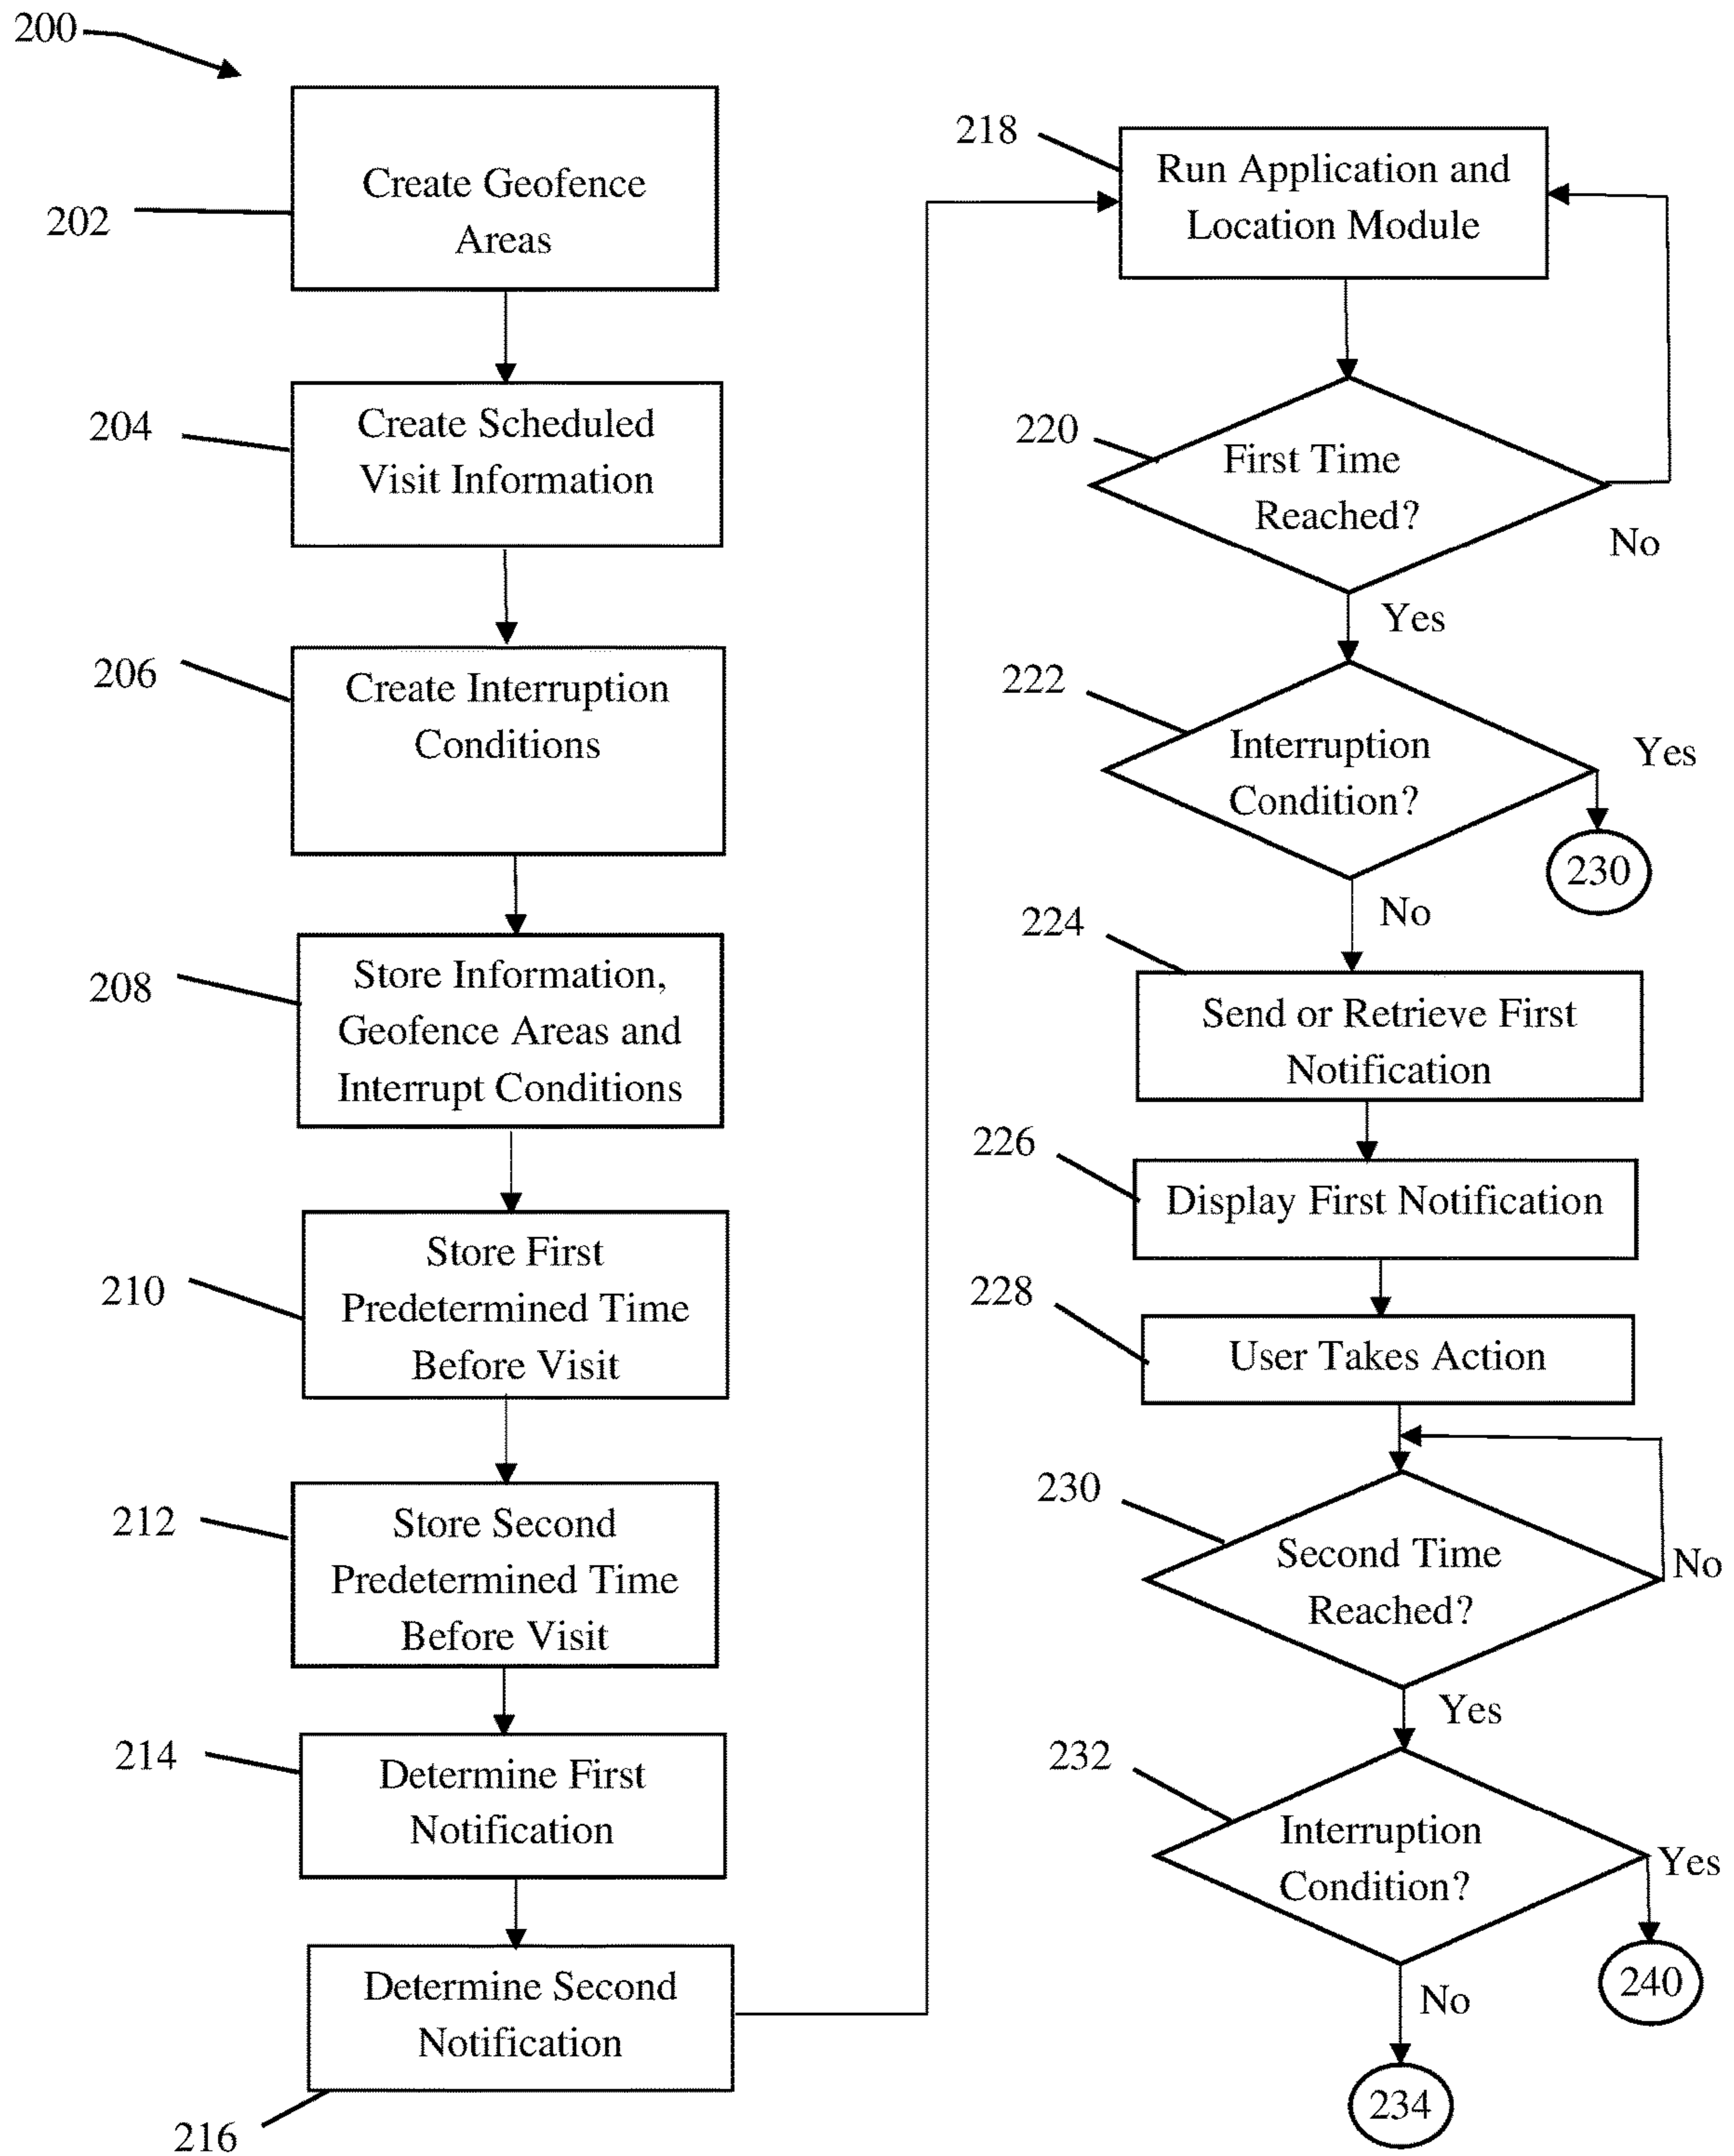 200
202
Create Geofence
Areas
204
Create Scheduled
Visit Information
206
Create Interruption
Conditions
208
Store Information,
Geofence Areas and
Interrupt Conditions
210
Store First
Predetermined Time
Before Visit
212
Store Second
Predetermined Time
Before Visit
214
Determine First
Notification
Determine Second
Notification
216
218
Run Application and
Location Module
220
First Time
Reached?
No
Yes
222
Interruption
Condition?
Yes
230
No
224
Send or Retrieve First
Notification
226
Display First Notification
228
User Takes Action
230
Second Time
Reached?
No
Yes
232
Interruption
Condition?
Yes
240
No
234